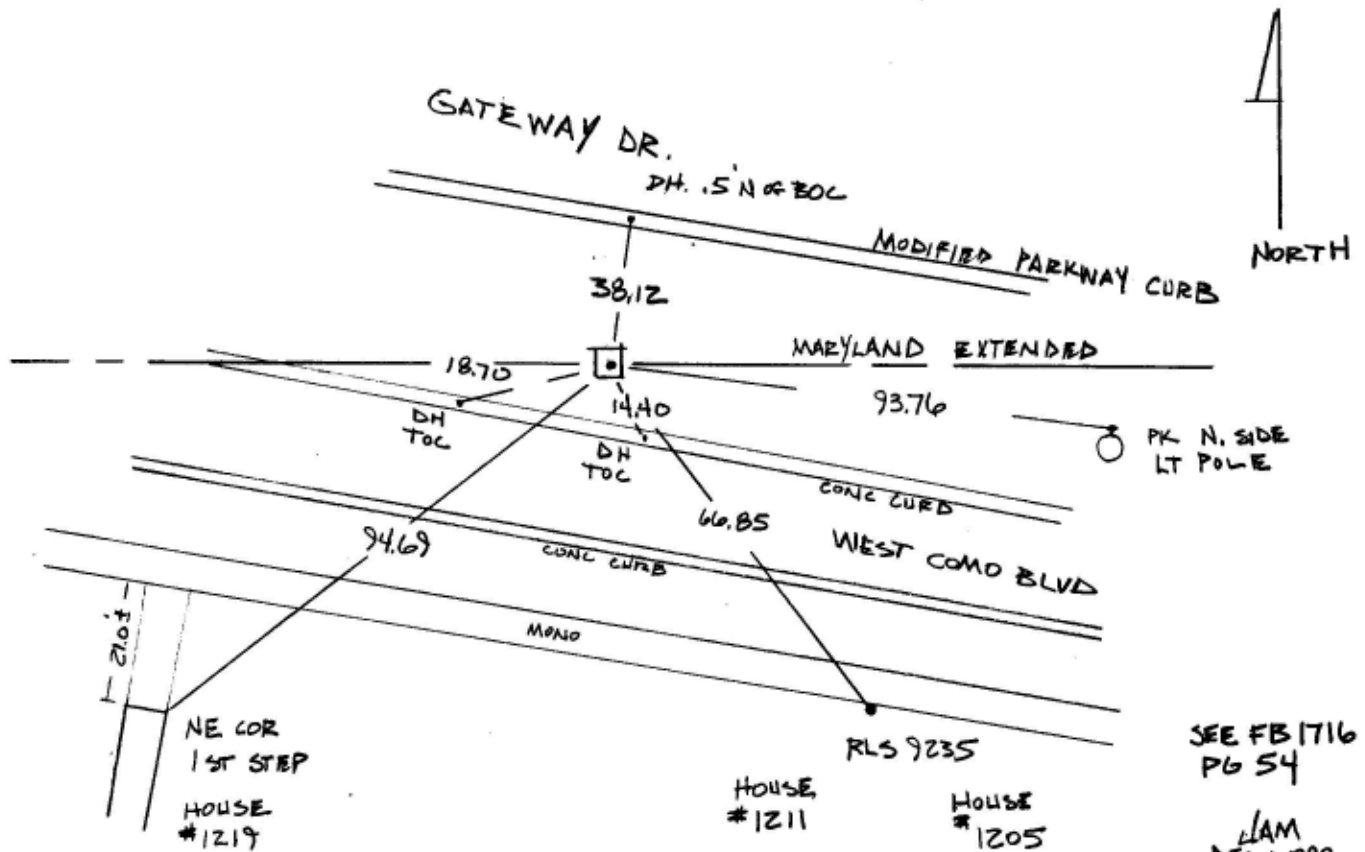 GATEWAY DR.
DH. .5' N OF BOC
MODIFIED PARKWAY CURB
NORTH
38.12
MARYLAND EXTENDED
18.70
93.76
14.40
DH
TOC
DH
TOC
PK N. SIDE
LT POLE
CONC CURB
66.85
WEST COMO BLVD
94.69
CONC CURB
21.0±
MONO
NE COR
1ST STEP
RLS 9235
SEE FB 1716
PG 54
HOUSE
#1219
HOUSE
#1211
HOUSE
#1205
JAM